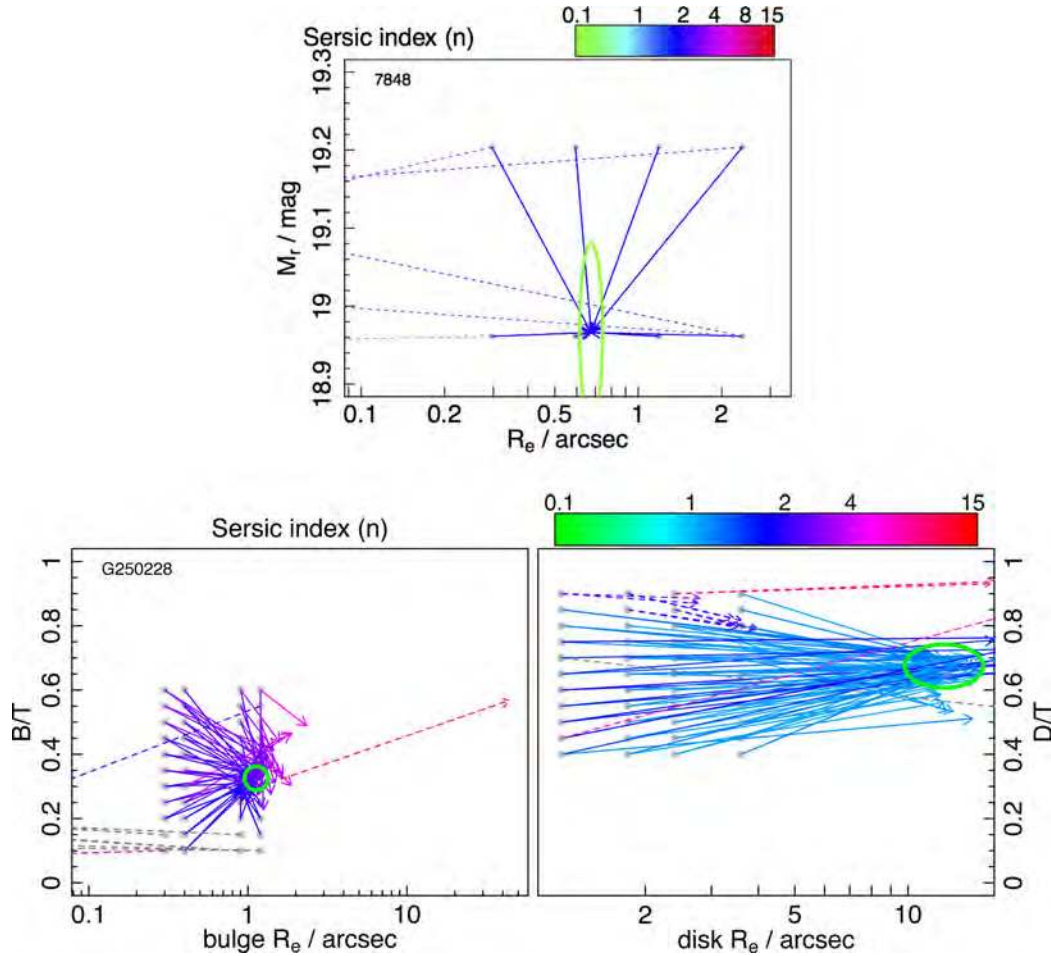 0.1 1 2 4 8 15
Sersic index (n)
7848
19.3
19.2
19.1
19
18.9
M_r / mag
0.1 0.2 0.5 1 2
R_e / arcsec
Sersic index (n)
0.1 1 2 4 15
G250228
1
0.8
0.6
0.4
0.2
0
B/T
0.1 1 10
bulge R_e / arcsec
1
0.8
0.6
0.4
0.2
0
D/T
2 5 10
disk R_e / arcsec